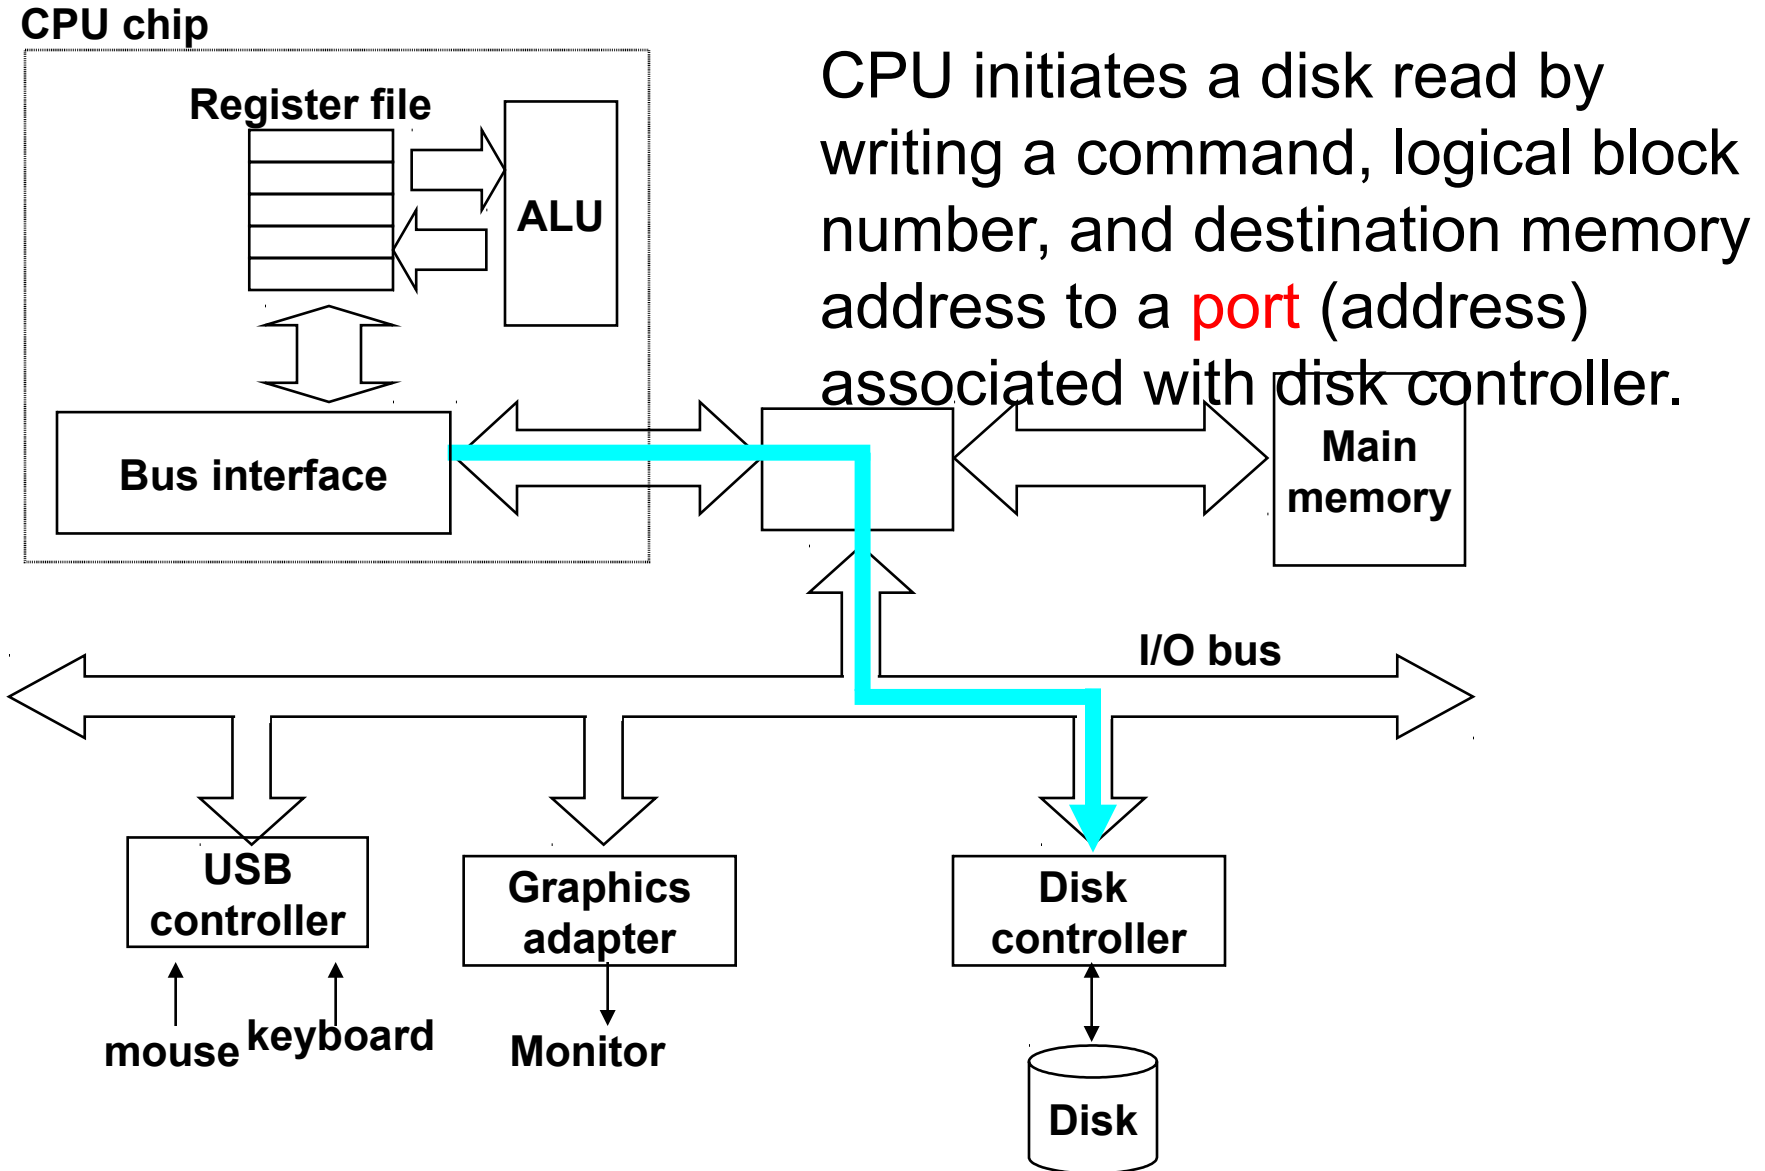 CPU chip
Register file
ALU
CPU initiates a disk read by
writing a command, logical block
number, and destination memory
address to a port (address)
associated with disk controller.
Bus interface
Main
memory
I/O bus
USB
controller
Graphics
adapter
Disk
controller
mouse
keyboard
Monitor
Disk